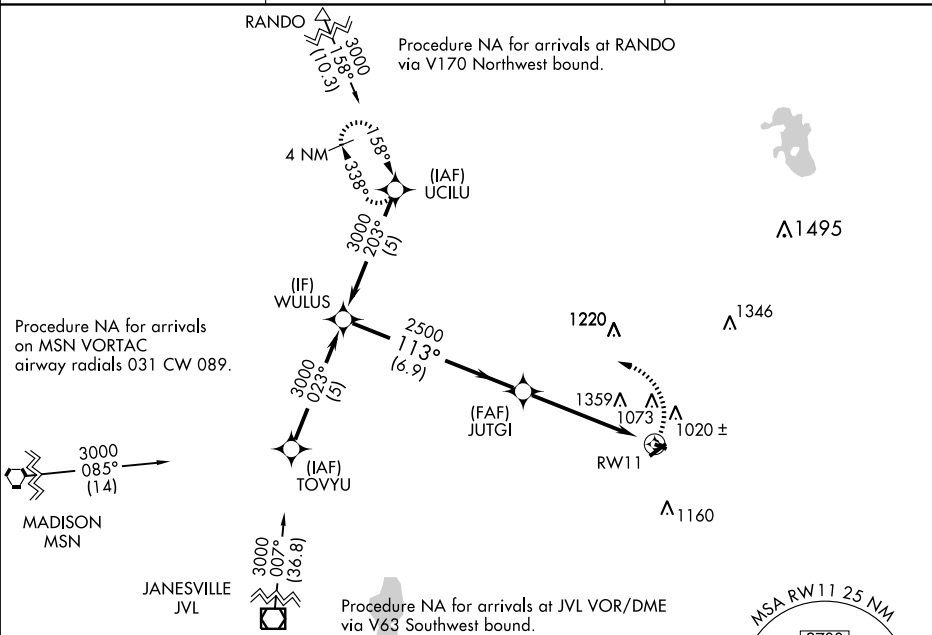 RANDO
3000
158°
(10.3)
Procedure NA for arrivals at RANDO
via V170 Northwest bound.
4 NM
158°
338°
(IAF)
UCILU
3000
203°
(5)
1495
(IF)
WULUS
Procedure NA for arrivals
on MSN VORTAC
airway radials 031 CW 089.
2500
113°
(6.9)
1220
1346
3000
023°
(5)
(FAF)
JUTGI
1359
1073
1020 ±
RW11
(IAF)
TOVYU
3000
085°
(14)
MADISON
MSN
1160
3000
007°
(36.8)
JANESVILLE
JVL
Procedure NA for arrivals at JVL VOR/DME
via V63 Southwest bound.
MSA RW11 25 NM